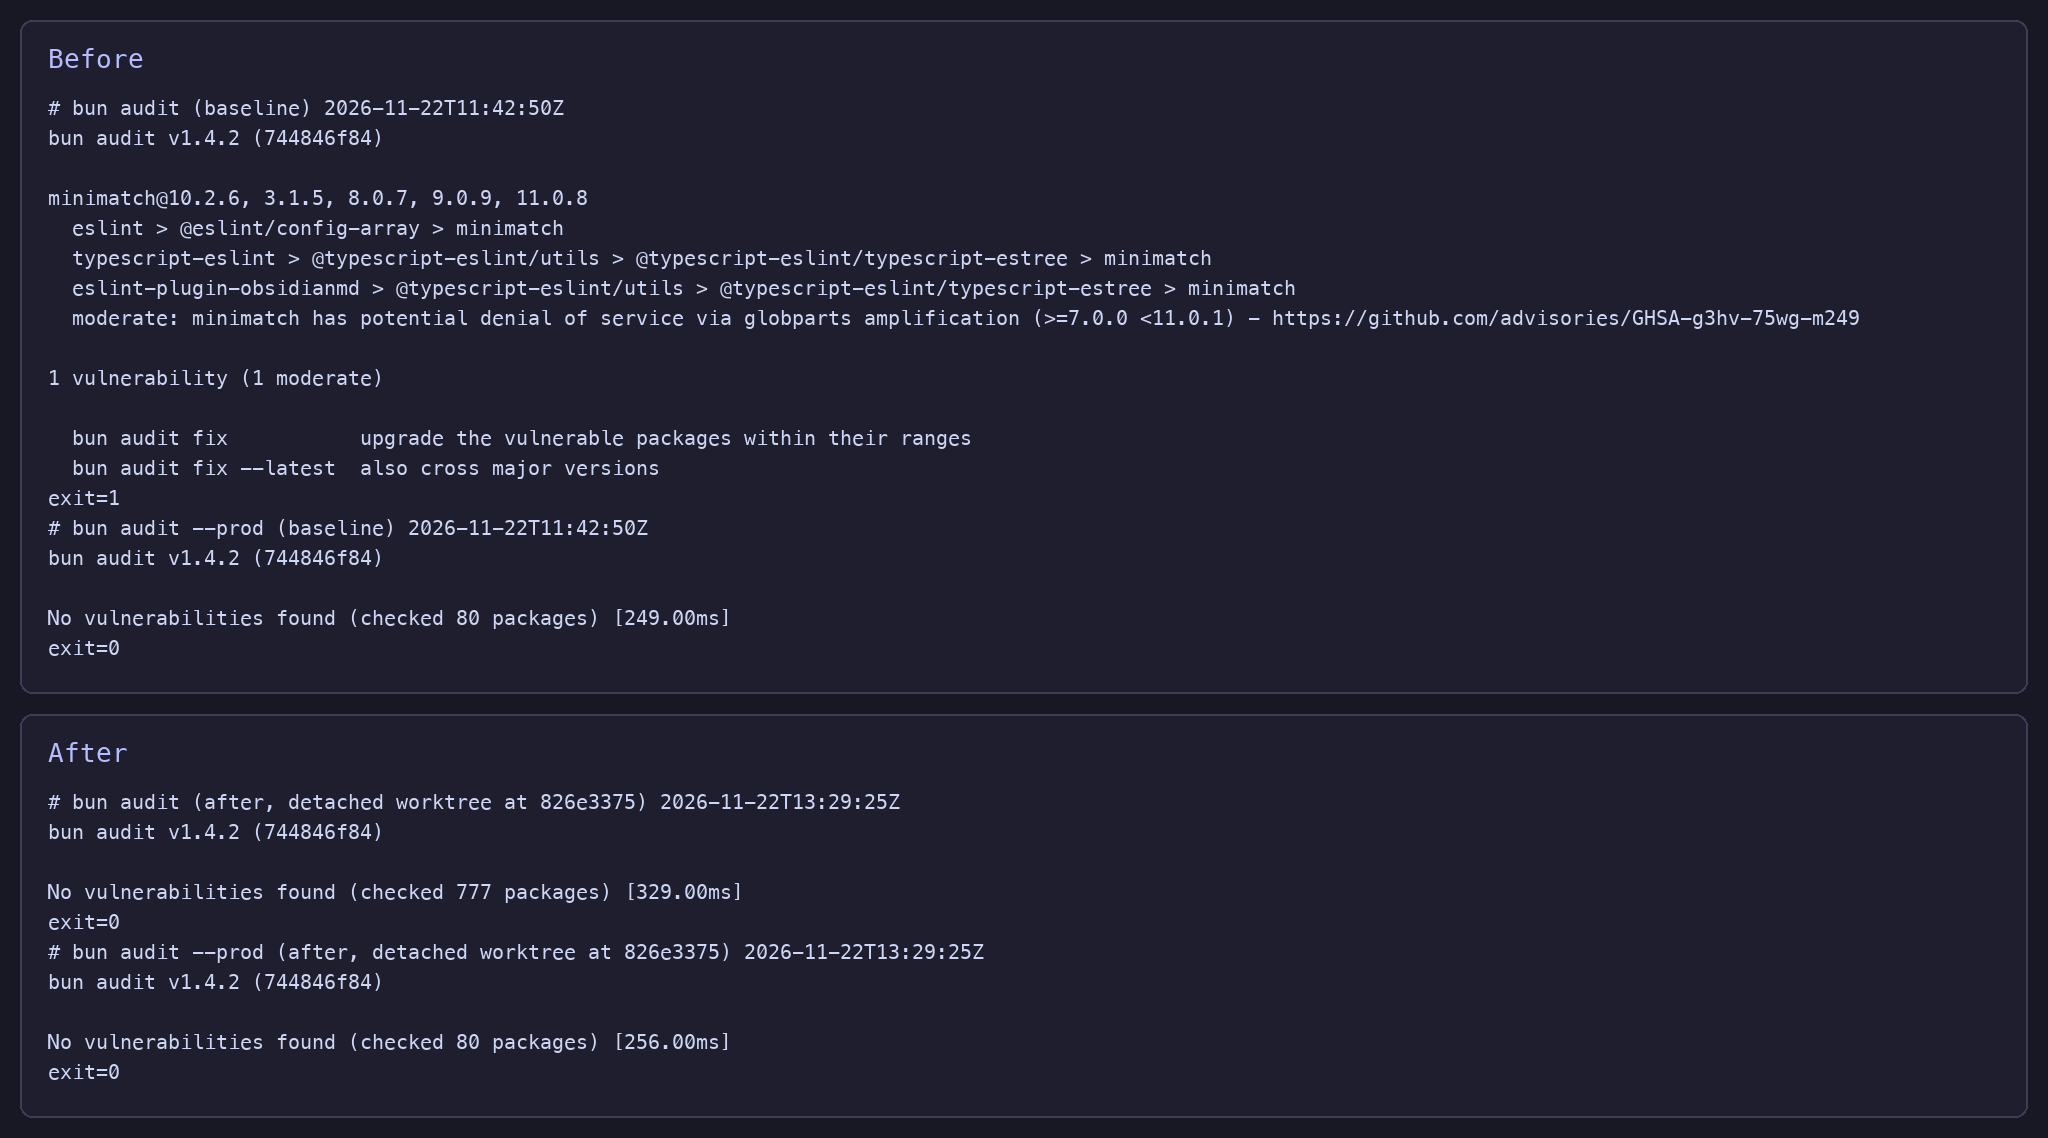 Before
# bun audit (baseline) 2026-11-22T11:42:50Z
bun audit v1.4.2 (744846f84)
minimatch@10.2.6, 3.1.5, 8.0.7, 9.0.9, 11.0.8
eslint > @eslint/config-array > minimatch
typescript-eslint > @typescript-eslint/utils > @typescript-eslint/typescript-estree > minimatch
eslint-plugin-obsidianmd > @typescript-eslint/utils > @typescript-eslint/typescript-estree > minimatch
moderate: minimatch has potential denial of service via globparts amplification (>=7.0.0 <11.0.1) - https://github.com/advisories/GHSA-g3hv-75wg-m249
1 vulnerability (1 moderate)
bun audit fix           upgrade the vulnerable packages within their ranges
bun audit fix --latest  also cross major versions
exit=1
# bun audit --prod (baseline) 2026-11-22T11:42:50Z
bun audit v1.4.2 (744846f84)
No vulnerabilities found (checked 80 packages) [249.00ms]
exit=0
After
# bun audit (after, detached worktree at 826e3375) 2026-11-22T13:29:25Z
bun audit v1.4.2 (744846f84)
No vulnerabilities found (checked 777 packages) [329.00ms]
exit=0
# bun audit --prod (after, detached worktree at 826e3375) 2026-11-22T13:29:25Z
bun audit v1.4.2 (744846f84)
No vulnerabilities found (checked 80 packages) [256.00ms]
exit=0